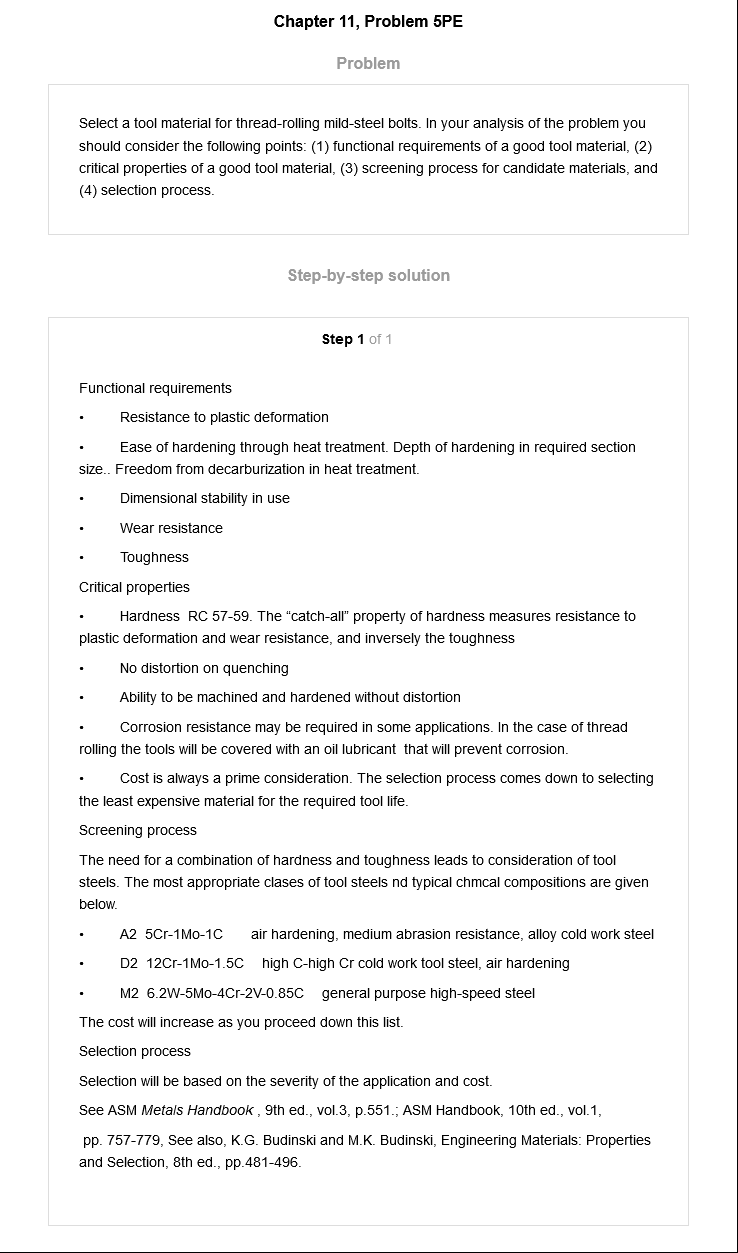 Chapter 11, Problem 5PE
Problem
Select a tool material for thread-rolling mild-steel bolts. In your analysis of the problem you
should consider the following points: (1) functional requirements of a good tool material, (2)
critical properties of a good tool material, (3) screening process for candidate materials, and
(4) selection process.
Step-by-step solution
Step 1 of 1
Functional requirements
• Resistance to plastic deformation
• Ease of hardening through heat treatment. Depth of hardening in required section
size.. Freedom from decarburization in heat treatment.
• Dimensional stability in use
• Wear resistance
• Toughness
Critical properties
• Hardness RC 57-59. The “catch-all” property of hardness measures resistance to
plastic deformation and wear resistance, and inversely the toughness
• No distortion on quenching
• Ability to be machined and hardened without distortion
• Corrosion resistance may be required in some applications. In the case of thread
rolling the tools will be covered with an oil lubricant that will prevent corrosion.
• Cost is always a prime consideration. The selection process comes down to selecting
the least expensive material for the required tool life.
Screening process
The need for a combination of hardness and toughness leads to consideration of tool
steels. The most appropriate clases of tool steels nd typical chmcal compositions are given
below.
• A2 5Cr-1Mo-1C air hardening, medium abrasion resistance, alloy cold work steel
• D2 12Cr-1Mo-1.5C high C-high Cr cold work tool steel, air hardening
• M2 6.2W-5Mo-4Cr-2V-0.85C general purpose high-speed steel
The cost will increase as you proceed down this list.
Selection process
Selection will be based on the severity of the application and cost.
See ASM Metals Handbook , 9th ed., vol.3, p.551.; ASM Handbook, 10th ed., vol.1,
pp. 757-779, See also, K.G. Budinski and M.K. Budinski, Engineering Materials: Properties
and Selection, 8th ed., pp.481-496.